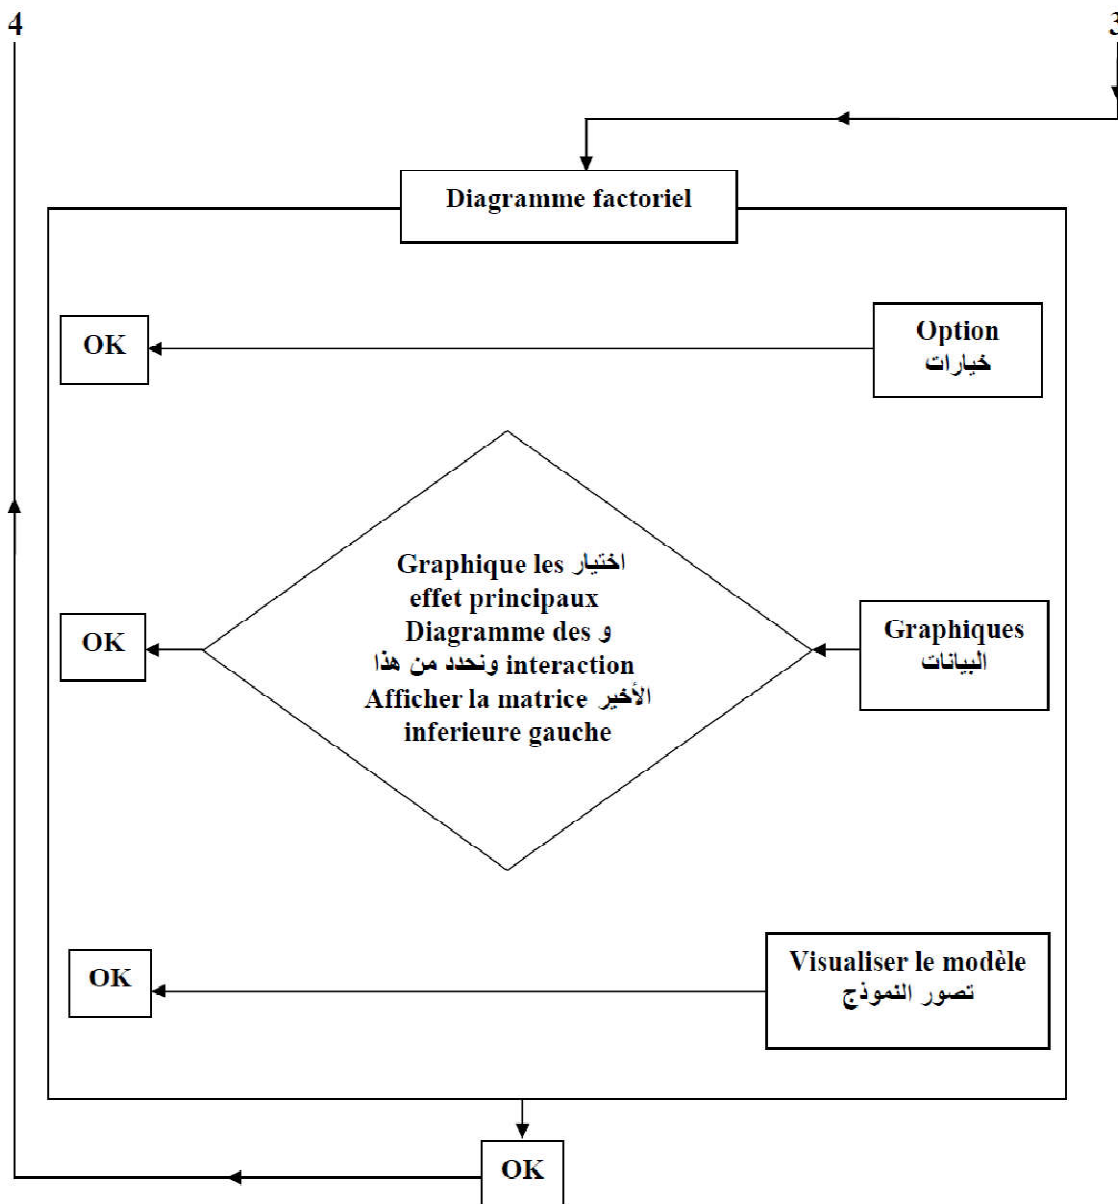 4
3
Diagramme factoriel
OK
Option
خيارات
اختيار Graphique les
effet principaux
و Diagramme des
interaction ونحدد من هذا
الأخير Afficher la matrice
inferieure gauche
OK
Graphiques
البيانات
OK
Visualiser le modèle
تصور النموذج
OK